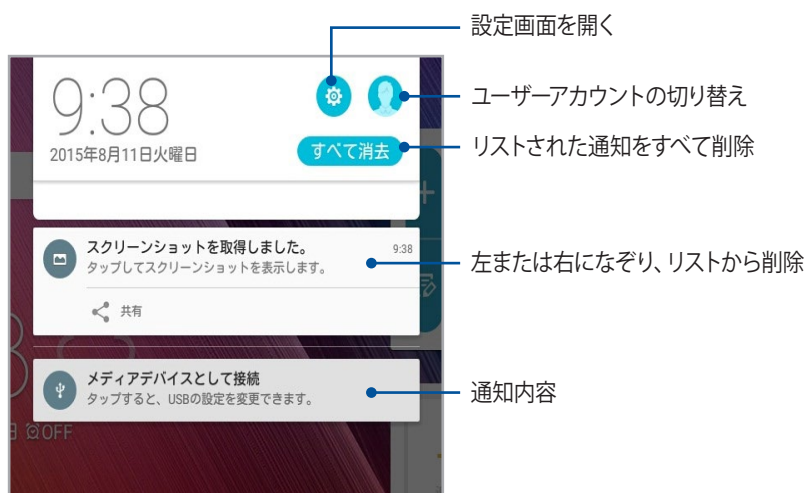 設定画面を開く
9:38
ユーザーアカウントの切り替え
2015年8月11日火曜日
すべて消去
リストされた通知をすべて削除
スクリーンショットを取得しました。
9:38
タップしてスクリーンショットを表示します。
左または右になぞり、リストから削除
共有
メディアデバイスとして接続
タップすると、USBの設定を変更できます。
通知内容
OFF